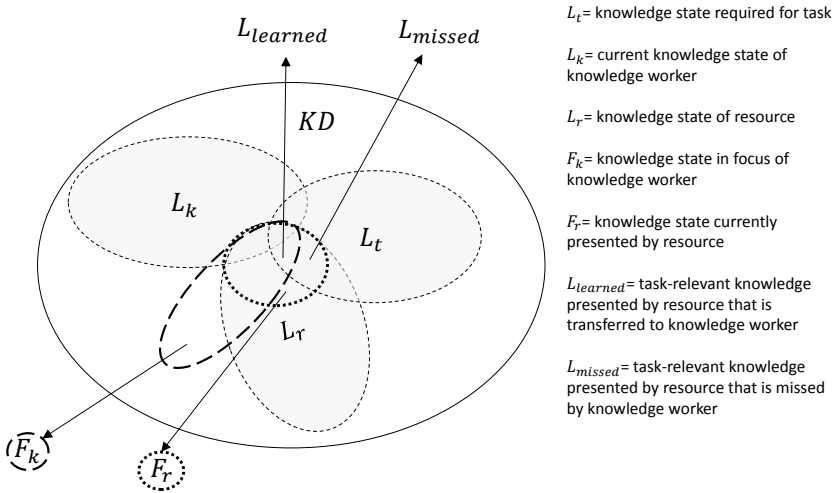 L_learned
L_missed
KD
L_k
L_t
L_r
F_k
F_r
L_t= knowledge state required for task
L_k= current knowledge state of
knowledge worker
L_r= knowledge state of resource
F_k= knowledge state in focus of
knowledge worker
F_r= knowledge state currently
presented by resource
L_learned= task-relevant knowledge
presented by resource that is
transferred to knowledge worker
L_missed= task-relevant knowledge
presented by resource that is missed
by knowledge worker